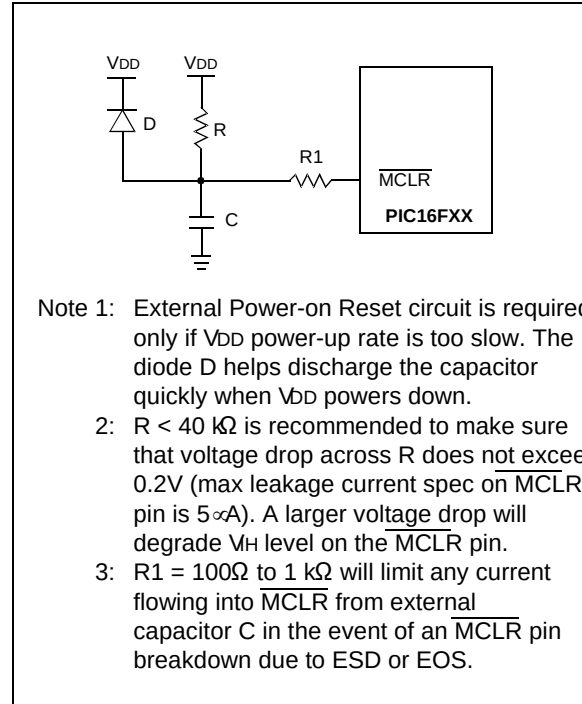 VDD VDD
D
R
R1
MCLR
C
PIC16FXX
Note 1: External Power-on Reset circuit is required
only if VDD power-up rate is too slow. The
diode D helps discharge the capacitor
quickly when VDD powers down.
2: R < 40 kΩ is recommended to make sure
that voltage drop across R does not excee
0.2V (max leakage current spec on MCLR
pin is 5∝A). A larger voltage drop will
degrade VIH level on the MCLR pin.
3: R1 = 100Ω to 1 kΩ will limit any current
flowing into MCLR from external
capacitor C in the event of an MCLR pin
breakdown due to ESD or EOS.